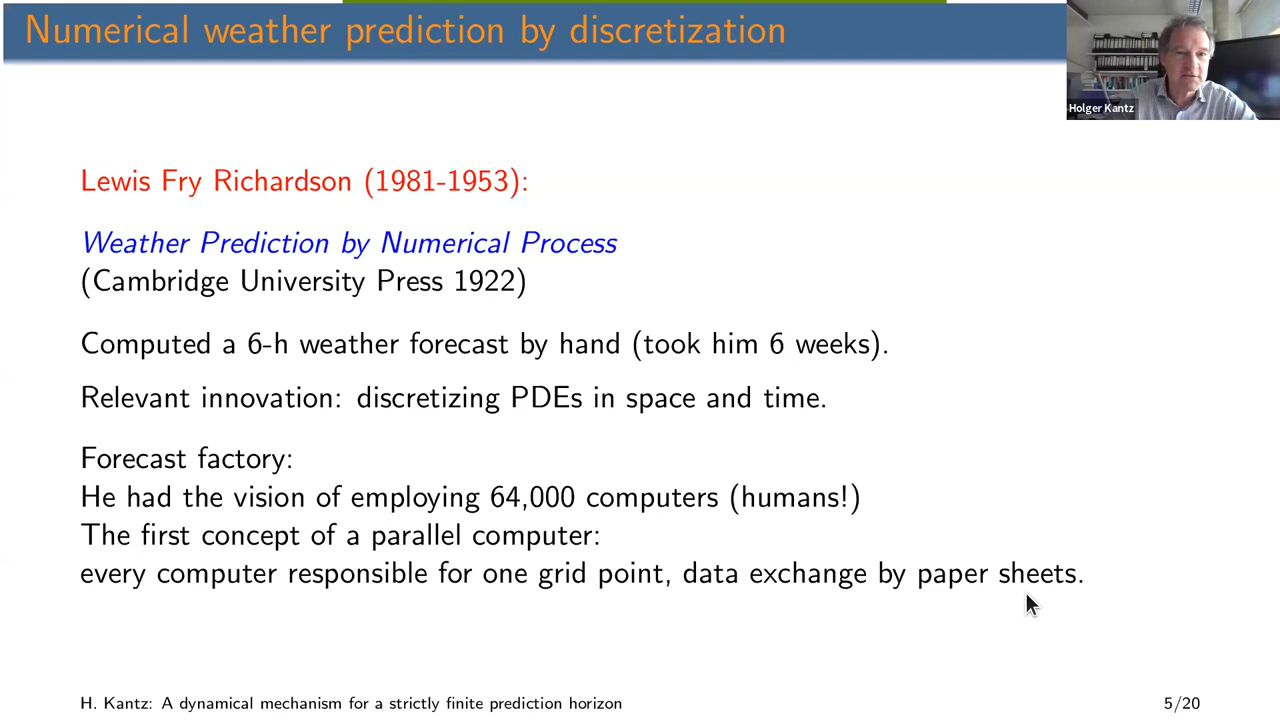 Numerical weather prediction by discretization
Holger Kantz
Lewis Fry Richardson (1981-1953):
Weather Prediction by Numerical Process
(Cambridge University Press 1922)
Computed a 6-h weather forecast by hand (took him 6 weeks).
Relevant innovation: discretizing PDEs in space and time.
Forecast factory:
He had the vision of employing 64,000 computers (humans!)
The first concept of a parallel computer:
every computer responsible for one grid point, data exchange by paper sheets.
H. Kantz: A dynamical mechanism for a strictly finite prediction horizon
5/20